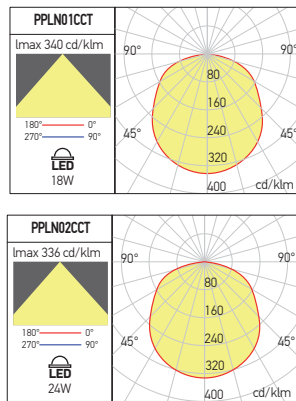 PPLN01CCT
Imax 340 cd/klm
180° 0°
270° 90°
LED
18W
90° 90°
80
160
45° 45°
240
320
400 cd/klm
PPLN02CCT
Imax 336 cd/klm
180° 0°
270° 90°
LED
24W
90° 90°
80
160
45° 45°
240
320
400 cd/klm